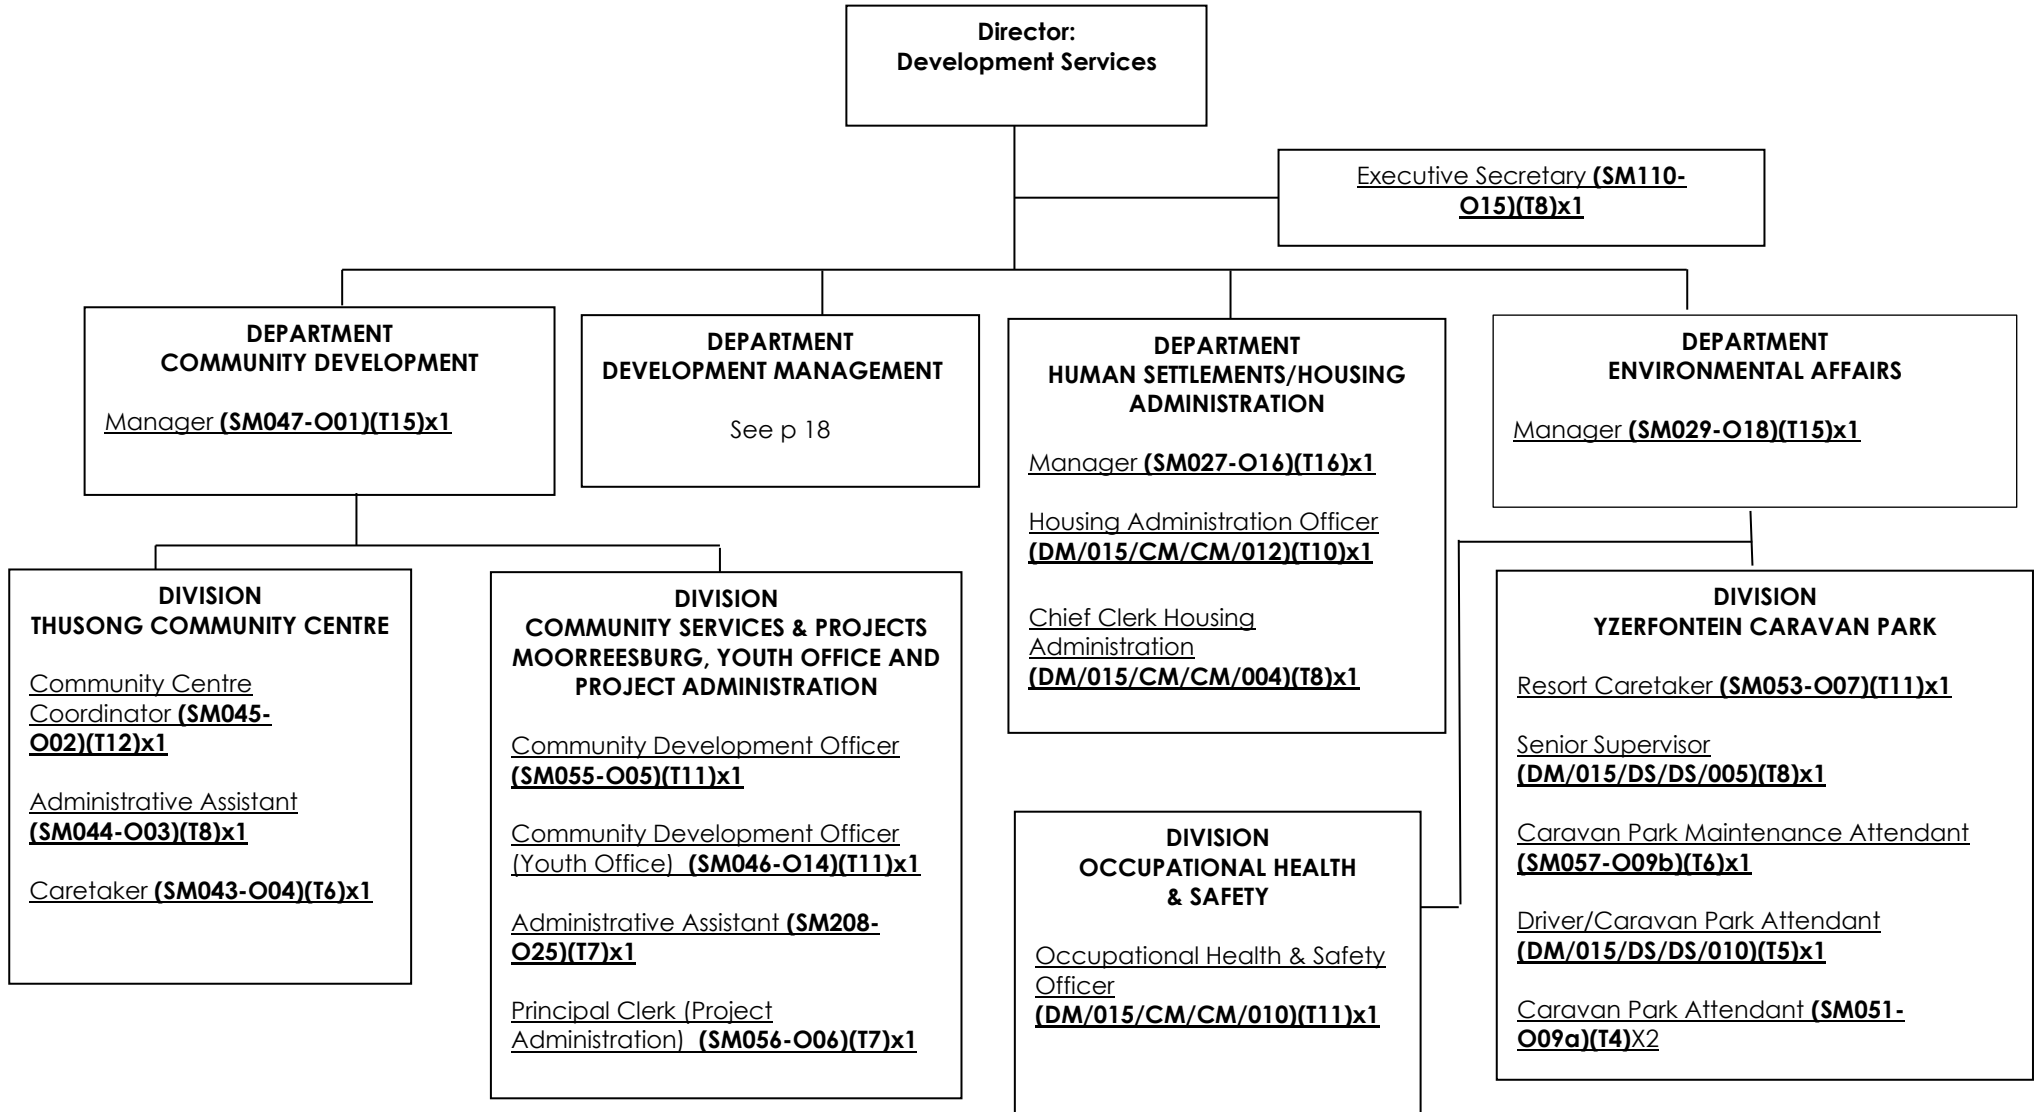 Director:
Development Services
Executive Secretary (SM110-
O15)(T8)x1
DEPARTMENT
COMMUNITY DEVELOPMENT
Manager (SM047-O01)(T15)x1
DEPARTMENT
DEVELOPMENT MANAGEMENT
See p 18
DEPARTMENT
HUMAN SETTLEMENTS/HOUSING
ADMINISTRATION
Manager (SM027-O16)(T16)x1
Housing Administration Officer
(DM/015/CM/CM/012)(T10)x1
Chief Clerk Housing
Administration
(DM/015/CM/CM/004)(T8)x1
DEPARTMENT
ENVIRONMENTAL AFFAIRS
Manager (SM029-O18)(T15)x1
DIVISION
THUSONG COMMUNITY CENTRE
Community Centre
Coordinator (SM045-
O02)(T12)x1
Administrative Assistant
(SM044-O03)(T8)x1
Caretaker (SM043-O04)(T6)x1
DIVISION
COMMUNITY SERVICES & PROJECTS
MOORREESBURG, YOUTH OFFICE AND
PROJECT ADMINISTRATION
Community Development Officer
(SM055-O05)(T11)x1
Community Development Officer
(Youth Office) (SM046-O14)(T11)x1
Administrative Assistant (SM208-
O25)(T7)x1
Principal Clerk (Project
Administration) (SM056-O06)(T7)x1
DIVISION
OCCUPATIONAL HEALTH
& SAFETY
Occupational Health & Safety
Officer
(DM/015/CM/CM/010)(T11)x1
DIVISION
YZERFONTEIN CARAVAN PARK
Resort Caretaker (SM053-O07)(T11)x1
Senior Supervisor
(DM/015/DS/DS/005)(T8)x1
Caravan Park Maintenance Attendant
(SM057-O09b)(T6)x1
Driver/Caravan Park Attendant
(DM/015/DS/DS/010)(T5)x1
Caravan Park Attendant (SM051-
O09a)(T4)X2